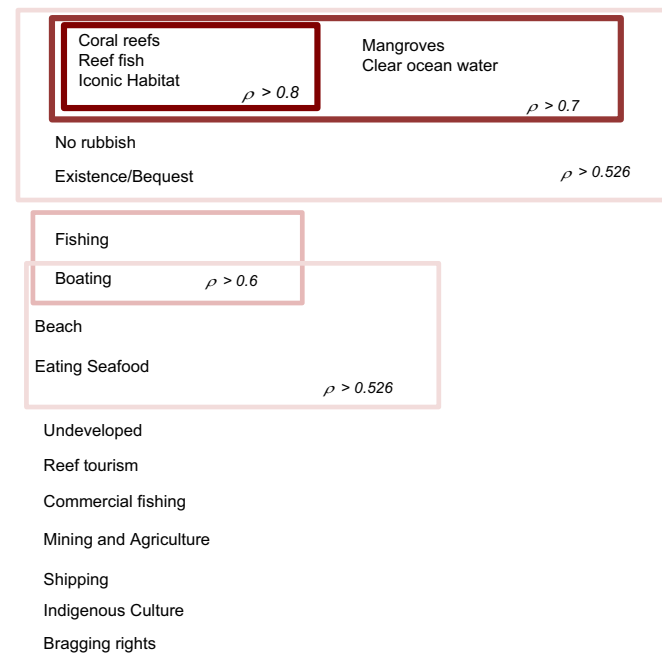 Coral reefs
Reef fish
Iconic Habitat
ρ > 0.8
Mangroves
Clear ocean water
ρ > 0.7
No rubbish
Existence/Bequest
ρ > 0.526
Fishing
Boating
ρ > 0.6
Beach
Eating Seafood
ρ > 0.526
Undeveloped
Reef tourism
Commercial fishing
Mining and Agriculture
Shipping
Indigenous Culture
Bragging rights